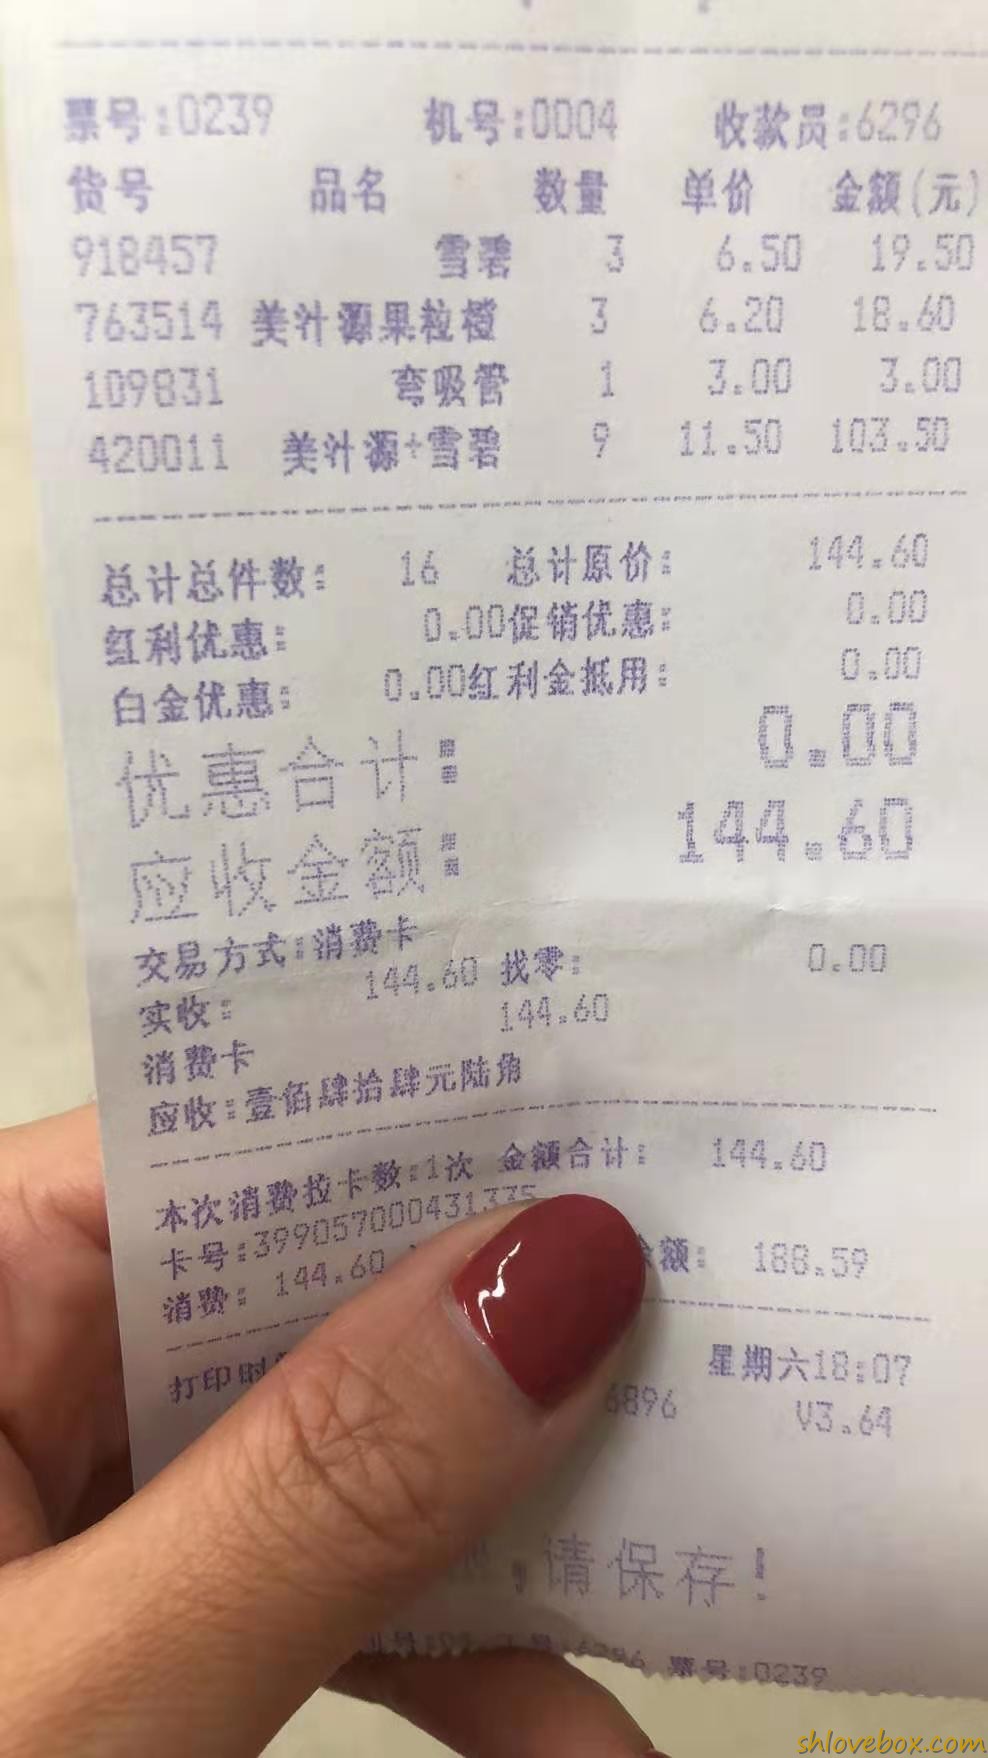 票号:0239 机号:0004 收款员:6296
货号 品名 数量 单价 金额(元)
918457 雪碧 3 6.50 19.50
763514 美汁源果粒橙 3 6.20 18.60
109831 弯吸管 1 3.00 3.00
420011 美汁源+雪碧 9 11.50 103.50
总计总件数: 16 总计原价: 144.60
红利优惠: 0.00促销优惠: 0.00
白金优惠: 0.00红利金抵用: 0.00
优惠合计: 0.00
应收金额: 144.60
交易方式:消费卡
实收: 144.60 找零: 0.00
消费卡 144.60
应收:壹佰肆拾肆元陆角
本次消费拉卡数:1次 金额合计: 144.60
卡号:399057000431335
消费: 144.60 额: 188.59
打印时 星期六18:07
6896 V3.64
,请保存!
6296 票号:0239
shlovebox.com